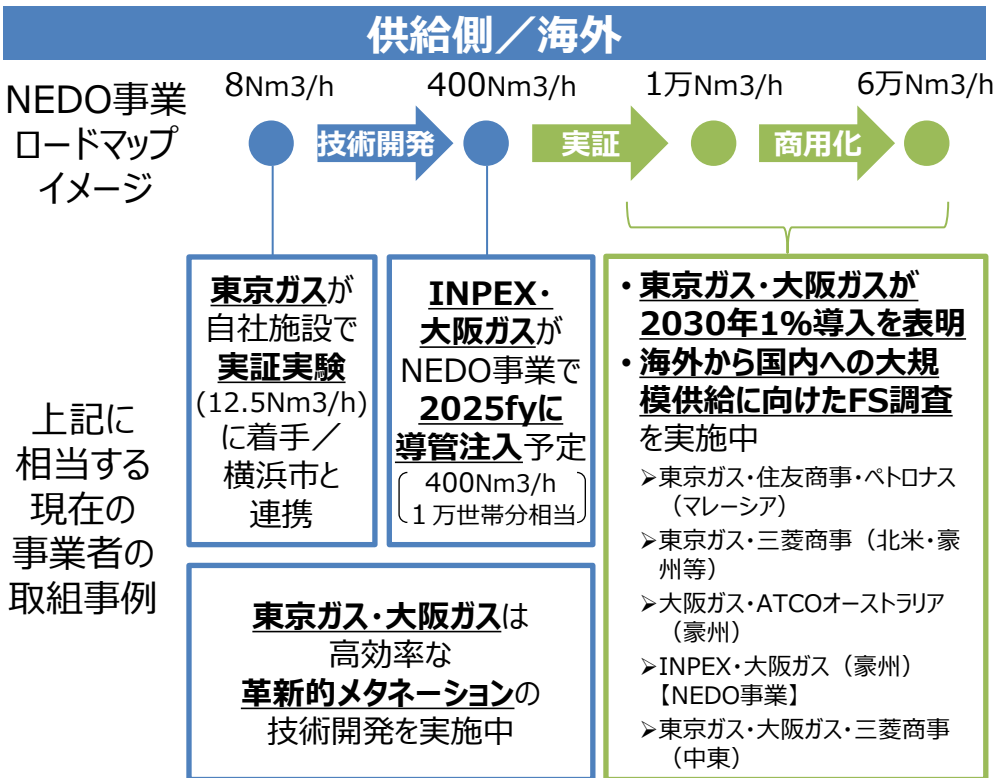 供給側／海外
NEDO事業
ロードマップ
イメージ
8Nm3/h
400Nm3/h
1万Nm3/h
6万Nm3/h
技術開発
実証
商用化
上記に
相当する
現在の
事業者の
取組事例
東京ガスが
自社施設で
実証実験
(12.5Nm3/h)
に着手／
横浜市と
連携
INPEX・
大阪ガスが
NEDO事業で
2025fyに
導管注入予定
400Nm3/h
1万世帯分相当
東京ガス・大阪ガスは
高効率な
革新的メタネーションの
技術開発を実施中
・東京ガス・大阪ガスが
2030年1%導入を表明
・海外から国内への大規
模供給に向けたFS調査
を実施中
➢東京ガス・住友商事・ペトロナス
（マレーシア）
➢東京ガス・三菱商事（北米・豪
州等）
➢大阪ガス・ATCOオーストラリア
（豪州）
➢INPEX・大阪ガス（豪州）
【NEDO事業】
➢東京ガス・大阪ガス・三菱商事
（中東）